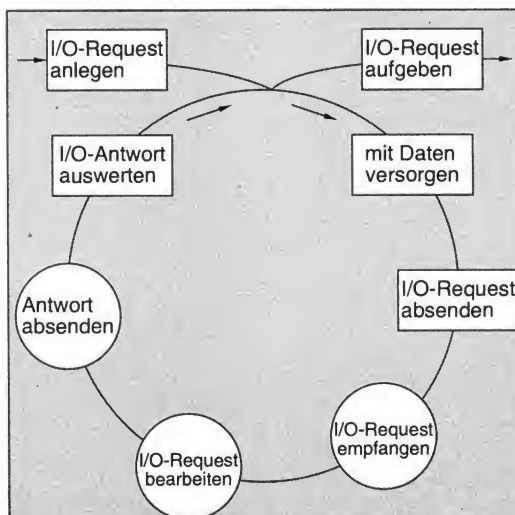 I/O-Request
anlegen
I/O-Request
aufgeben
I/O-Antwort
auswerten
mit Daten
versorgen
I/O-Request
absenden
I/O-Request
empfangen
I/O-Request
bearbeiten
Antwort
absenden